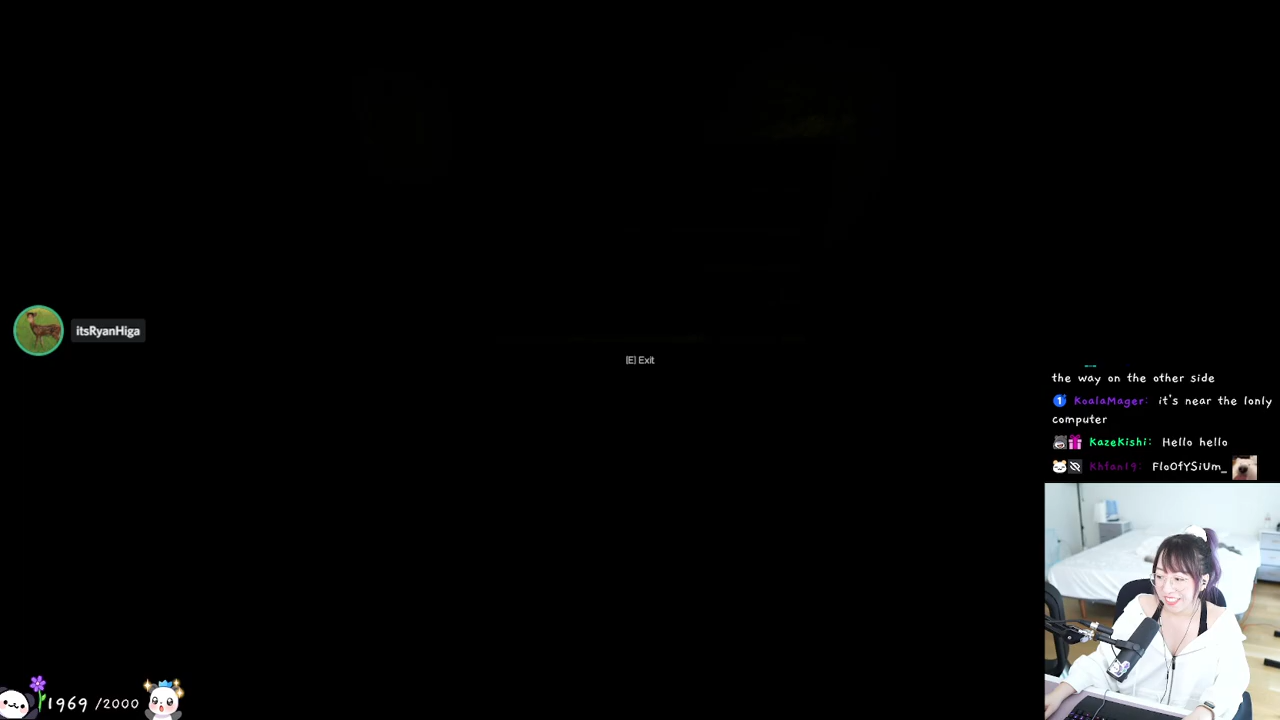 itsRyanHiga
[E] Exit
the way on the other side
KoalaMager: it's near the lonly
computer
KazeKishi: Hello hello
Khfan19: FloOfYSiUm_
1969 /2000